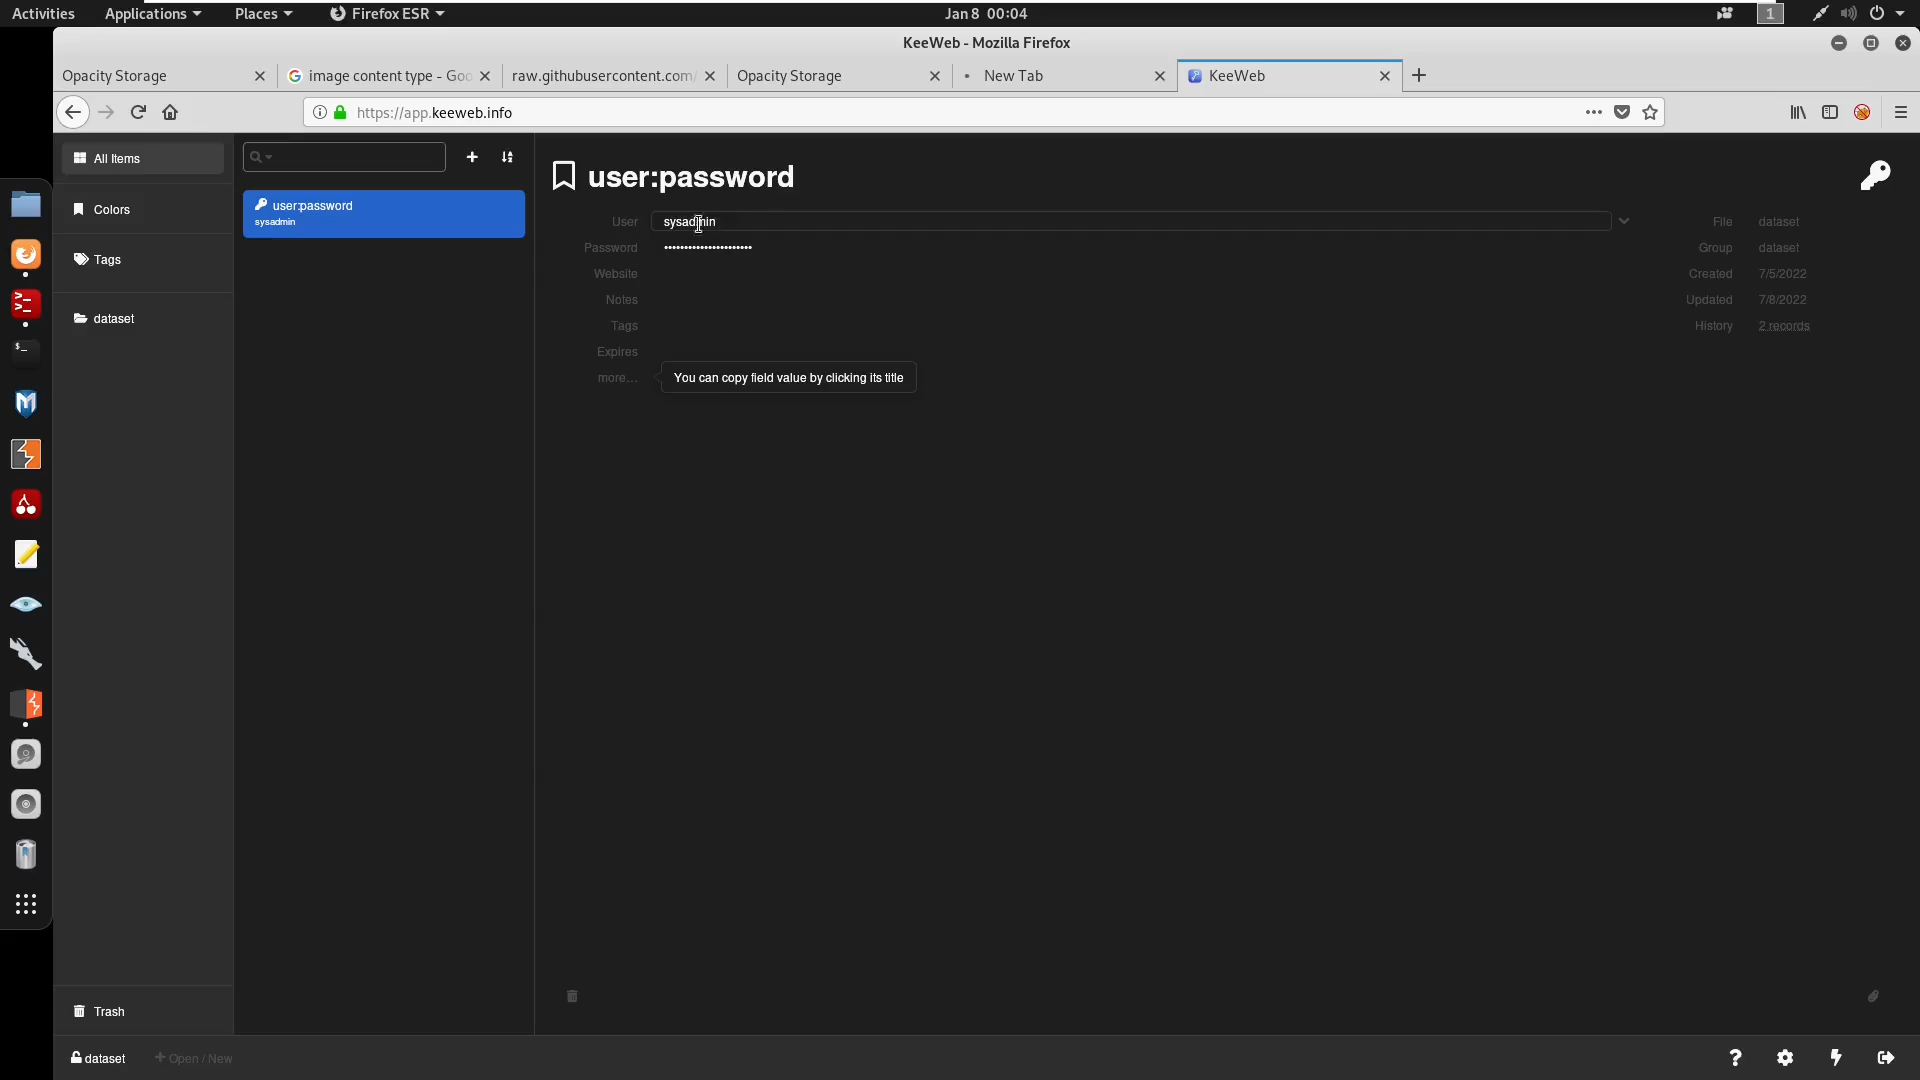 Activities Applications Places Firefox ESR Jan 8 00:04 1
KeeWeb - Mozilla Firefox
Opacity Storage image content type - Goo raw.githubusercontent.com/ Opacity Storage New Tab KeeWeb
https://app.keeweb.info
All Items
Colors
Tags
dataset
Trash
user:password
sysadmin
user:password
User sysadmin
Password ••••••••••••••••••••••
Website
Notes
Tags
Expires
more...
You can copy field value by clicking its title
File dataset
Group dataset
Created 7/5/2022
Updated 7/8/2022
History 2 records
dataset + Open / New